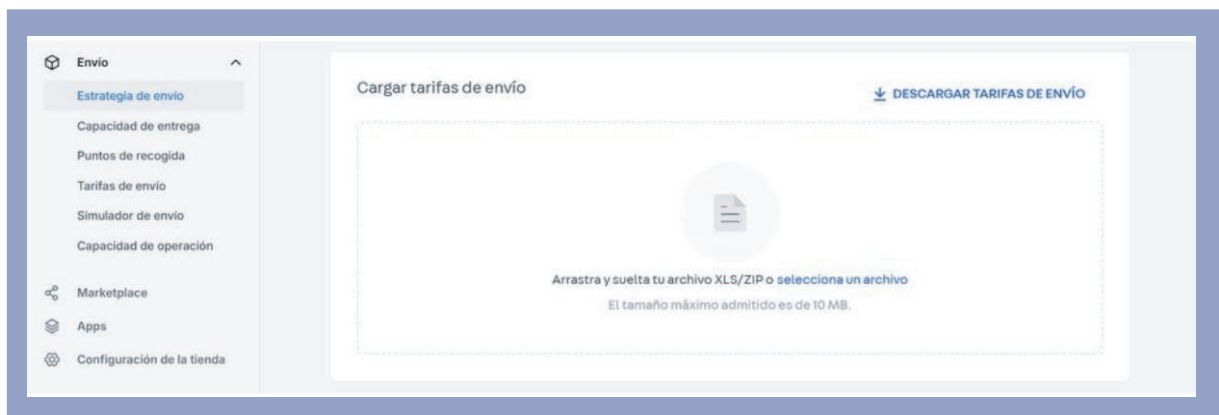 Envío
Estrategia de envío
Capacidad de entrega
Puntos de recogida
Tarifas de envío
Simulador de envío
Capacidad de operación
Marketplace
Apps
Configuración de la tienda
Cargar tarifas de envío
DESCARGAR TARIFAS DE ENVÍO
Arrastra y suelta tu archivo XLS/ZIP o selecciona un archivo
El tamaño máximo admitido es de 10 MB.